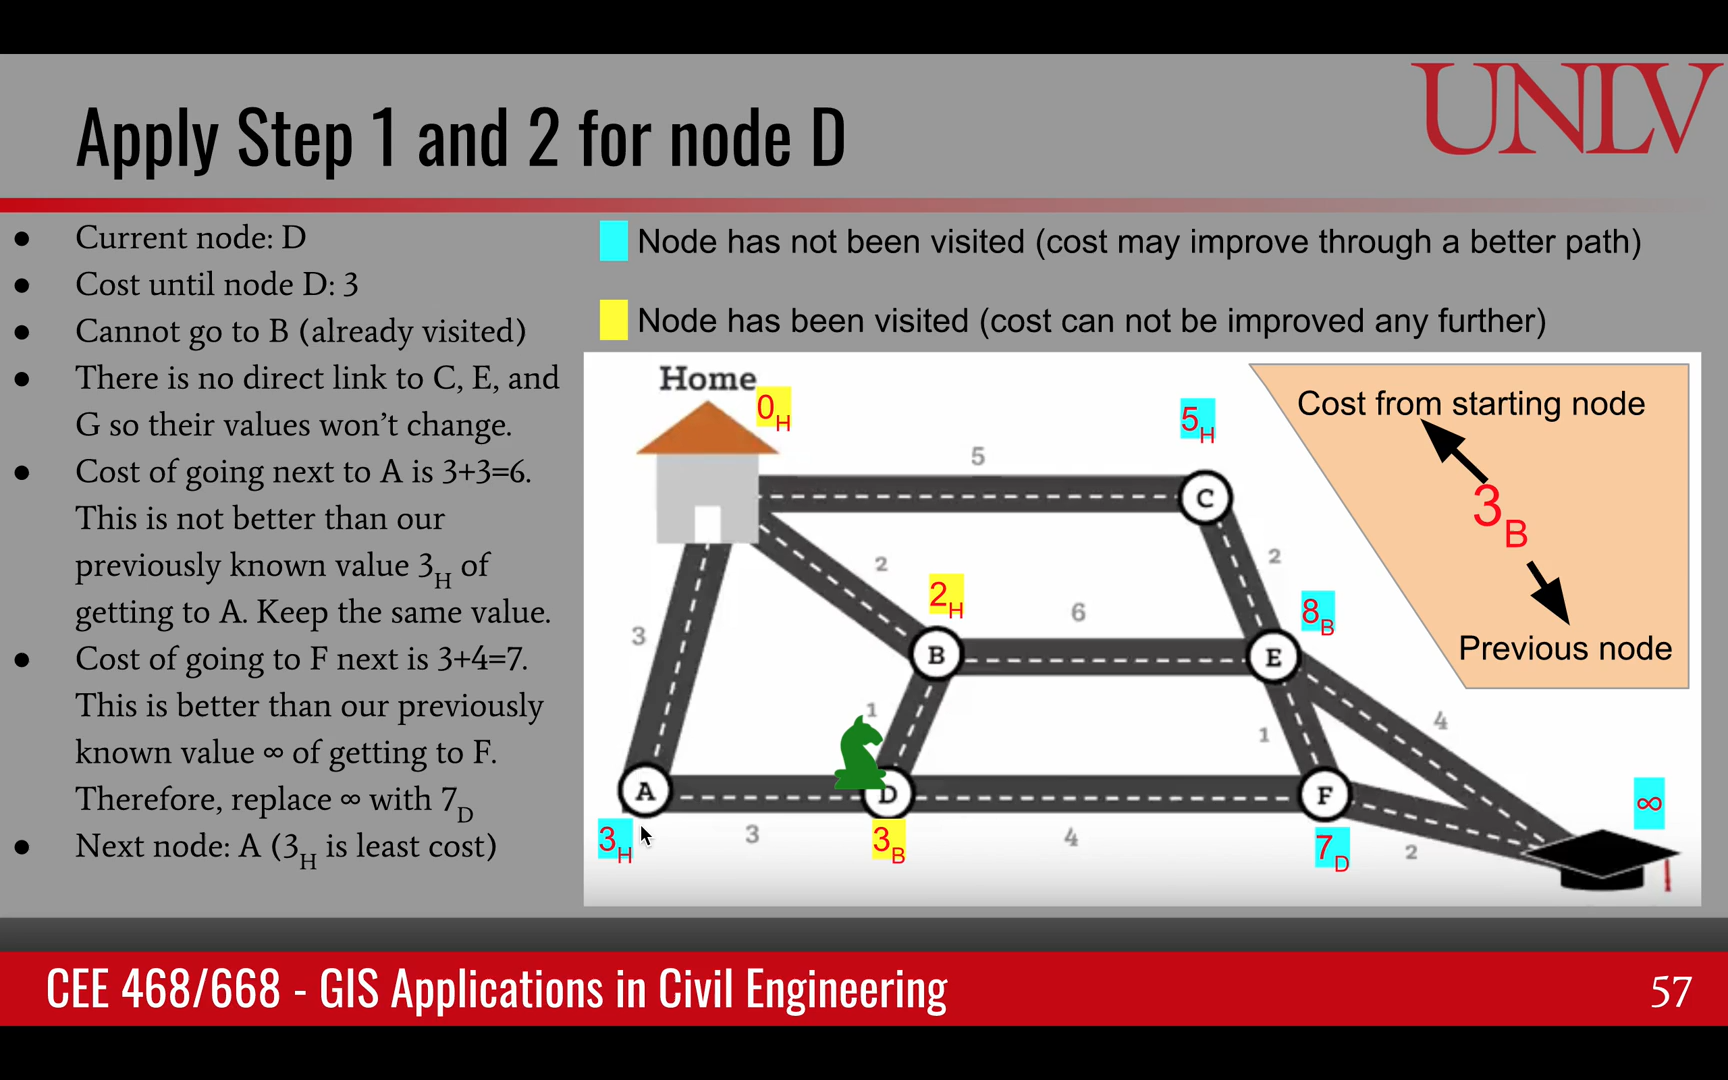 UNLV
Apply Step 1 and 2 for node D
● Current node: D
● Cost until node D: 3
● Cannot go to B (already visited)
● There is no direct link to C, E, and
G so their values won’t change.
● Cost of going next to A is 3+3=6.
This is not better than our
previously known value 3H of
getting to A. Keep the same value.
● Cost of going to F next is 3+4=7.
This is better than our previously
known value ∞ of getting to F.
Therefore, replace ∞ with 7D
● Next node: A (3H is least cost)
Node has not been visited (cost may improve through a better path)
Node has been visited (cost can not be improved any further)
Home
0H
5H
Cost from starting node
3B
Previous node
5
C
2
2
2H
6
8B
3
B
E
1
1
4
A
D
F
∞
3H
3
3B
4
7D
2
CEE 468/668 - GIS Applications in Civil Engineering
57